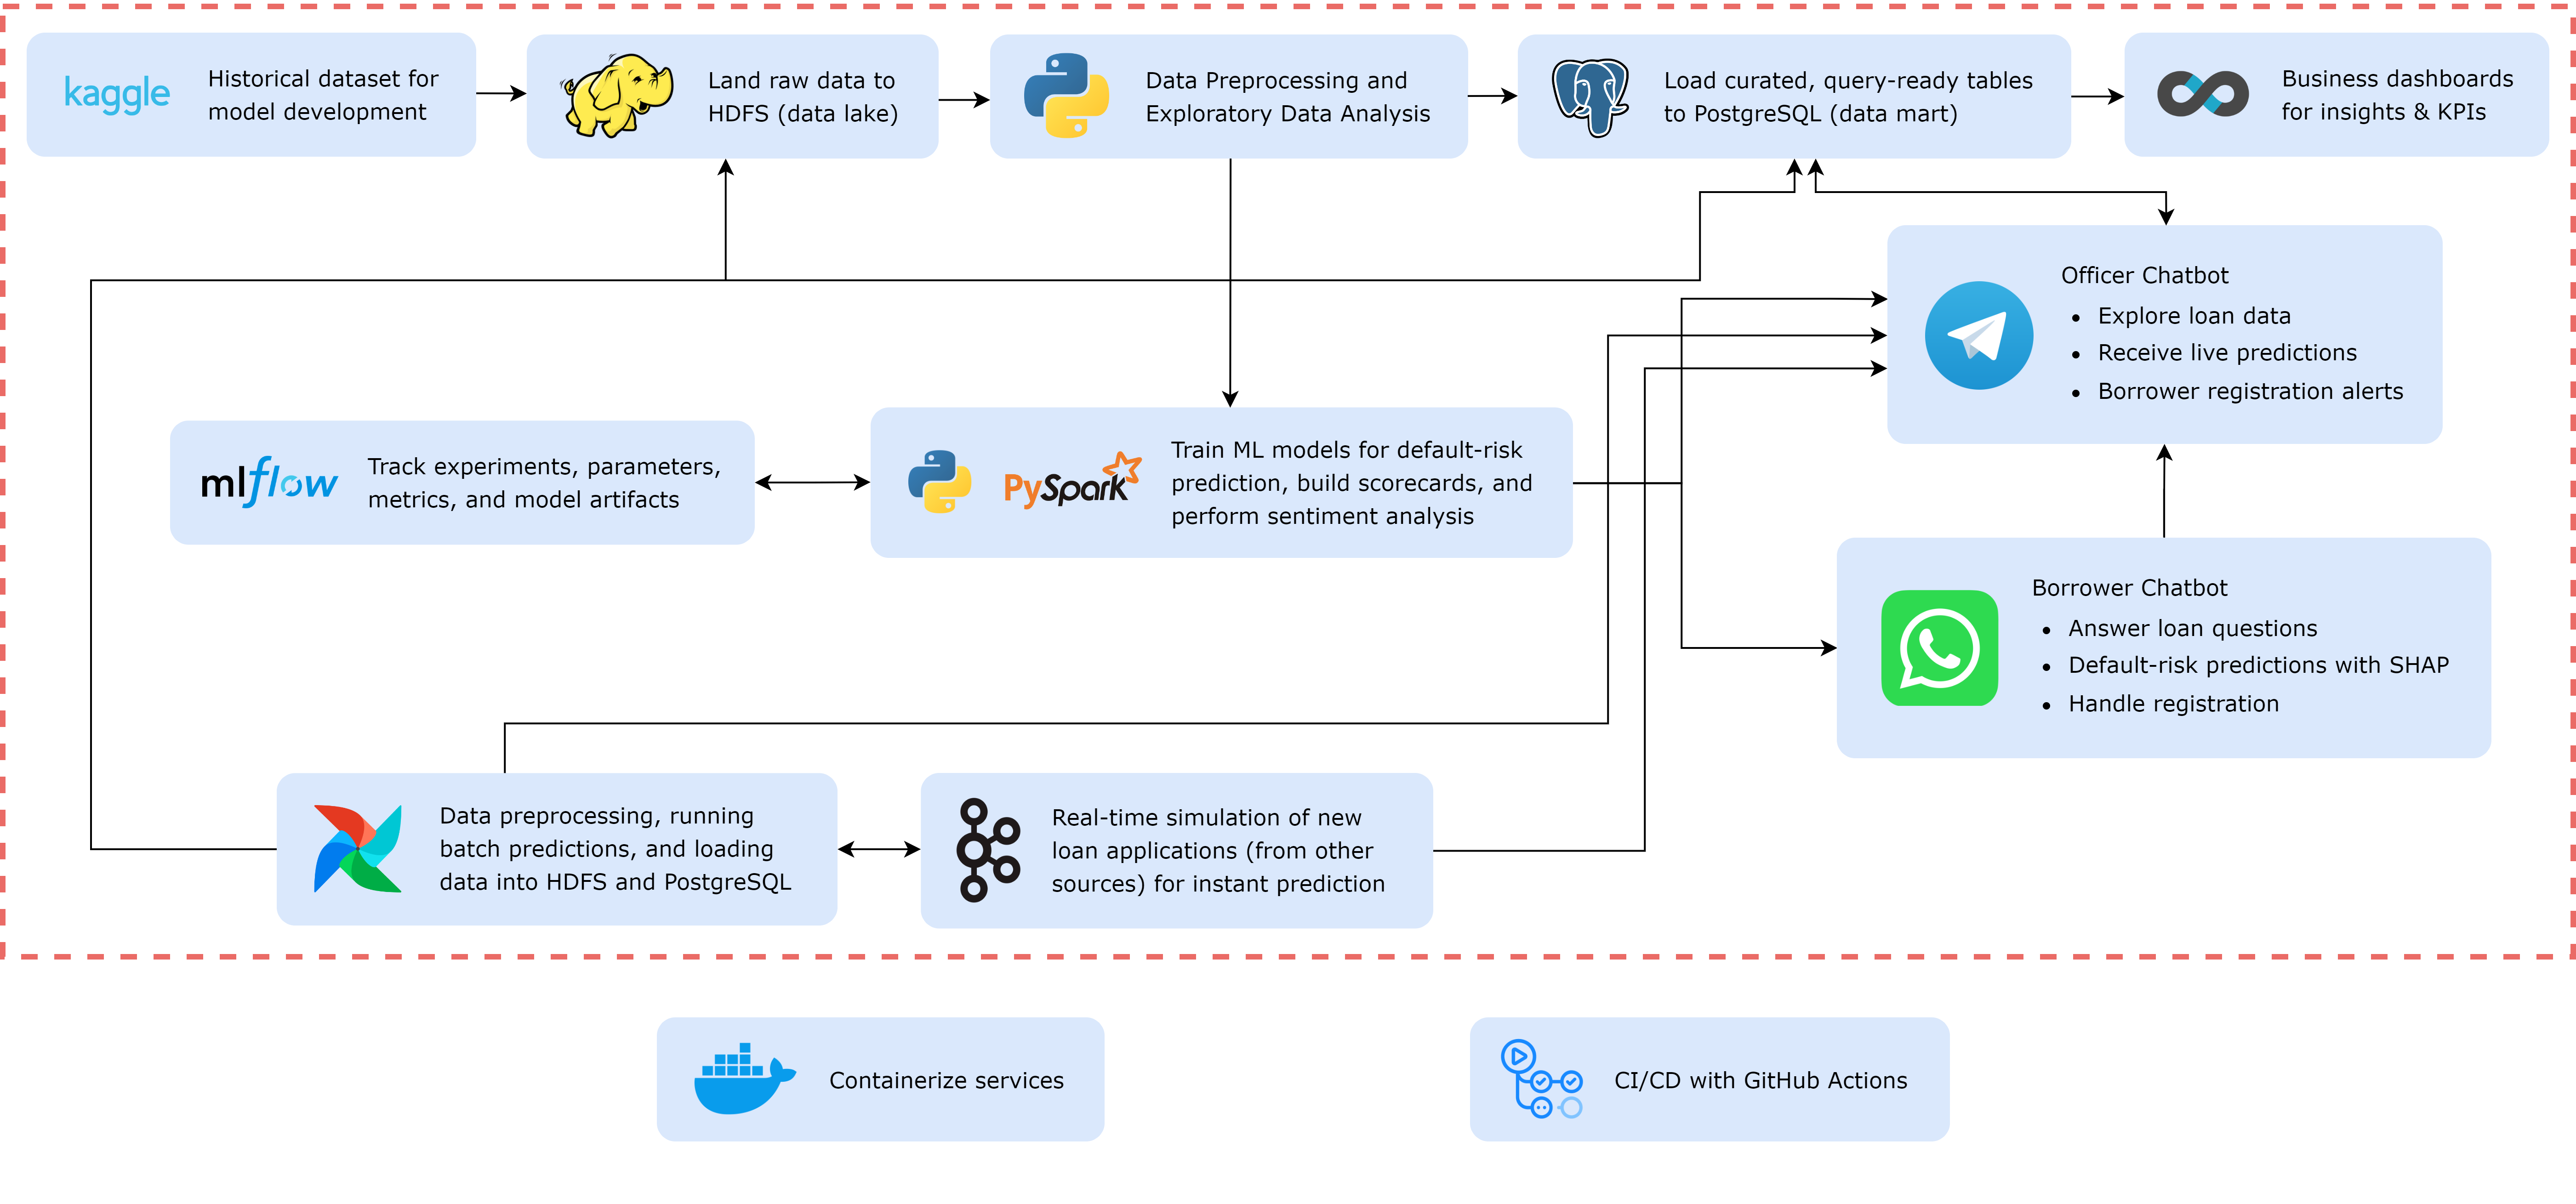 kaggle
Historical dataset for
model development
Land raw data to
HDFS (data lake)
Data Preprocessing and
Exploratory Data Analysis
Load curated, query-ready tables
to PostgreSQL (data mart)
Business dashboards
for insights & KPIs
Officer Chatbot
• Explore loan data
• Receive live predictions
• Borrower registration alerts
mlflow
Track experiments, parameters,
metrics, and model artifacts
PySpark
Train ML models for default-risk
prediction, build scorecards, and
perform sentiment analysis
Borrower Chatbot
• Answer loan questions
• Default-risk predictions with SHAP
• Handle registration
Data preprocessing, running
batch predictions, and loading
data into HDFS and PostgreSQL
Real-time simulation of new
loan applications (from other
sources) for instant prediction
Containerize services
CI/CD with GitHub Actions